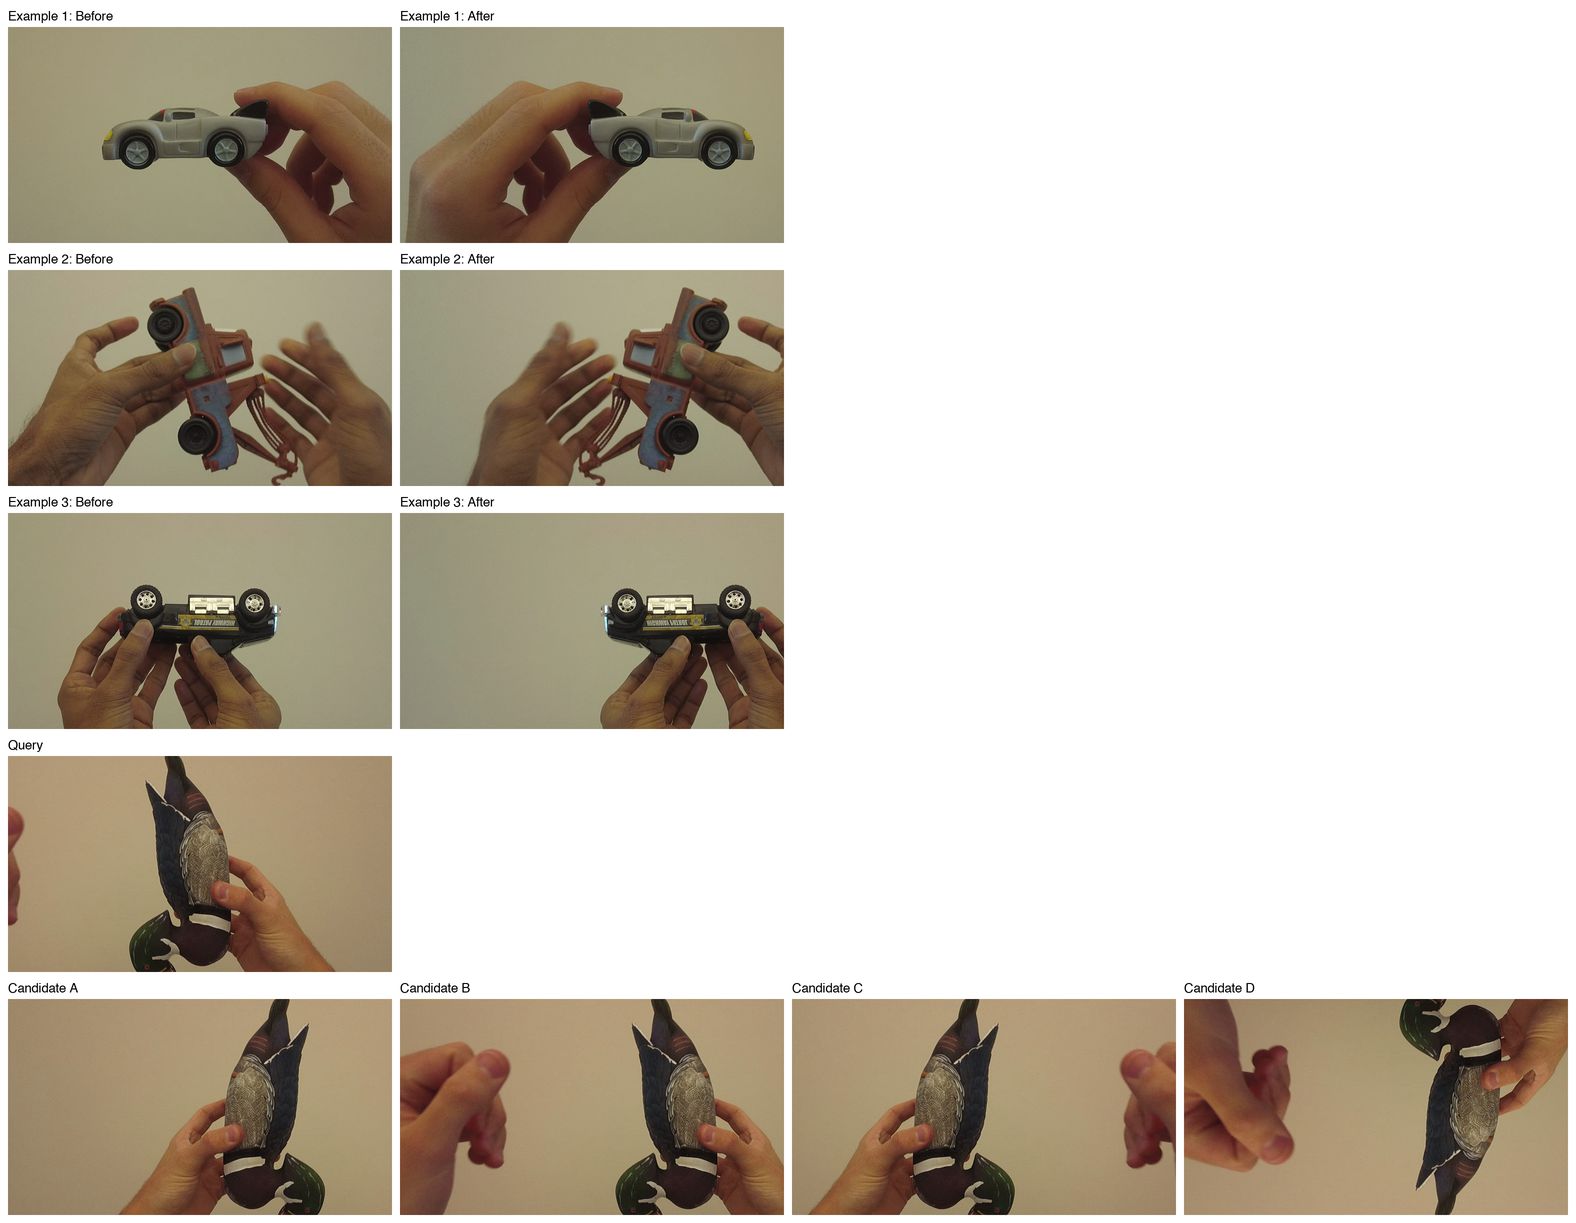 Example 1: Before
Example 1: After
Example 2: Before
Example 2: After
Example 3: Before
Example 3: After
Query
Candidate A
Candidate B
Candidate C
Candidate D